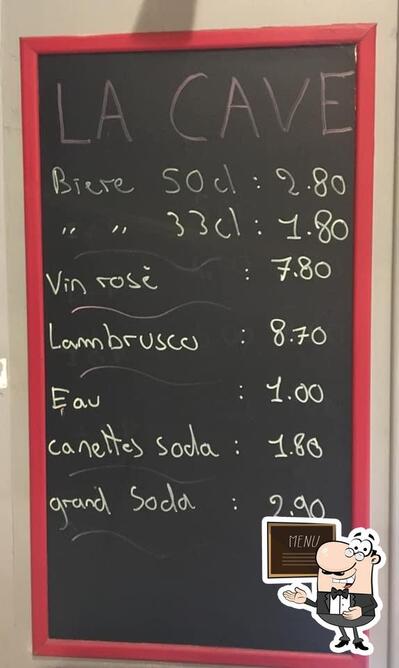 LA CAVE
Biere 50cl : 2.80
" " 33cl : 1.80
Vin rosé : 7.80
Lambrusco : 8.70
Eau : 1.00
canettes soda : 1.80
grand soda : 2.90
MENU